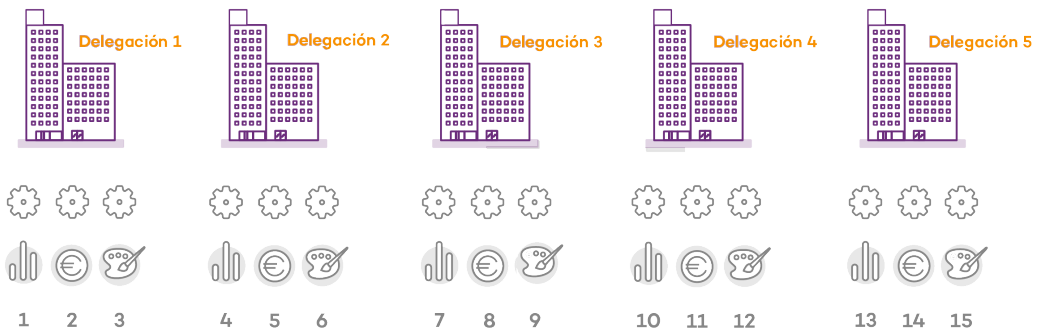 Delegación 1
Delegación 2
Delegación 3
Delegación 4
Delegación 5
1 2 3 4 5 6 7 8 9 10 11 12 13 14 15